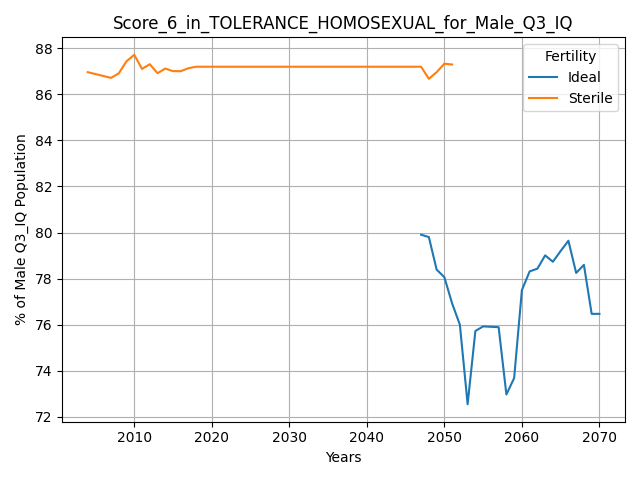 Score_6_in_TOLERANCE_HOMOSEXUAL_for_Male_Q3_IQ
% of Male Q3_IQ Population
88
86
84
82
80
78
76
74
72
Fertility
Ideal
Sterile
2010 2020 2030 2040 2050 2060 2070
Years